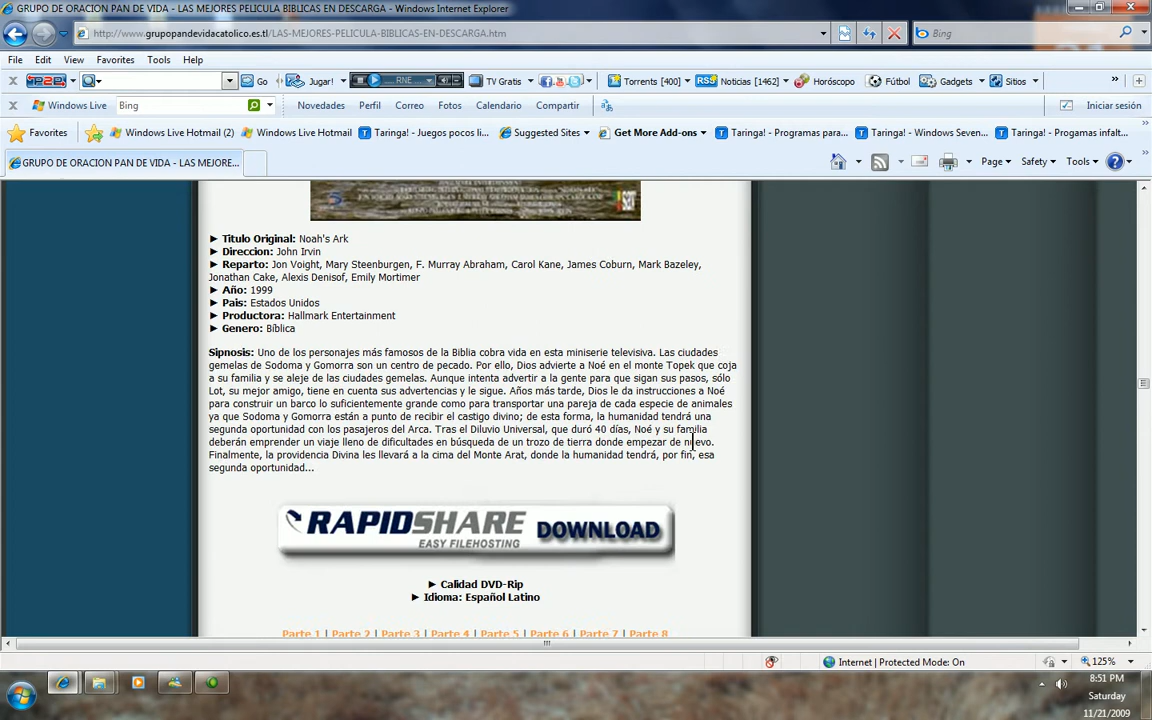 GRUPO DE ORACION PAN DE VIDA - LAS MEJORES PELICULA BIBLICAS EN DESCARGA - Windows Internet Explorer
http://www.grupopandevidacatolico.es.tl/LAS-MEJORES-PELICULA-BIBLICAS-EN-DESCARGA.htm
Bing
File Edit View Favorites Tools Help
P2P Go Jugar! RNE TV Gratis Torrents [400] RSS Noticias [1462] Horóscopo Fútbol Gadgets Sitios
Windows Live Bing Novedades Perfil Correo Fotos Calendario Compartir Iniciar sesión
Favorites Windows Live Hotmail (2) Windows Live Hotmail Taringa! - Juegos pocos li... Suggested Sites Get More Add-ons Taringa! - Programas para... Taringa! - Windows Seven... Taringa! - Progamas infalt...
GRUPO DE ORACION PAN DE VIDA - LAS MEJORE... Page Safety Tools
► Titulo Original: Noah's Ark
► Direccion: John Irvin
► Reparto: Jon Voight, Mary Steenburgen, F. Murray Abraham, Carol Kane, James Coburn, Mark Bazeley,
Jonathan Cake, Alexis Denisof, Emily Mortimer
► Año: 1999
► Pais: Estados Unidos
► Productora: Hallmark Entertainment
► Genero: Bíblica
Sipnosis: Uno de los personajes más famosos de la Biblia cobra vida en esta miniserie televisiva. Las ciudades
gemelas de Sodoma y Gomorra son un centro de pecado. Por ello, Dios advierte a Noé en el monte Topek que coja
a su familia y se aleje de las ciudades gemelas. Aunque intenta advertir a la gente para que sigan sus pasos, sólo
Lot, su mejor amigo, tiene en cuenta sus advertencias y le sigue. Años más tarde, Dios le da instrucciones a Noé
para construir un barco lo suficientemente grande como para transportar una pareja de cada especie de animales
ya que Sodoma y Gomorra están a punto de recibir el castigo divino; de esta forma, la humanidad tendrá una
segunda oportunidad con los pasajeros del Arca. Tras el Diluvio Universal, que duró 40 días, Noé y su familia
deberán emprender un viaje lleno de dificultades en búsqueda de un trozo de tierra donde empezar de nuevo.
Finalmente, la providencia Divina les llevará a la cima del Monte Arat, donde la humanidad tendrá, por fin, esa
segunda oportunidad...
RAPIDSHARE DOWNLOAD
EASY FILEHOSTING
► Calidad DVD-Rip
► Idioma: Español Latino
Parte 1 | Parte 2 | Parte 3 | Parte 4 | Parte 5 | Parte 6 | Parte 7 | Parte 8
Internet | Protected Mode: On 125%
8:51 PM
Saturday
11/21/2009